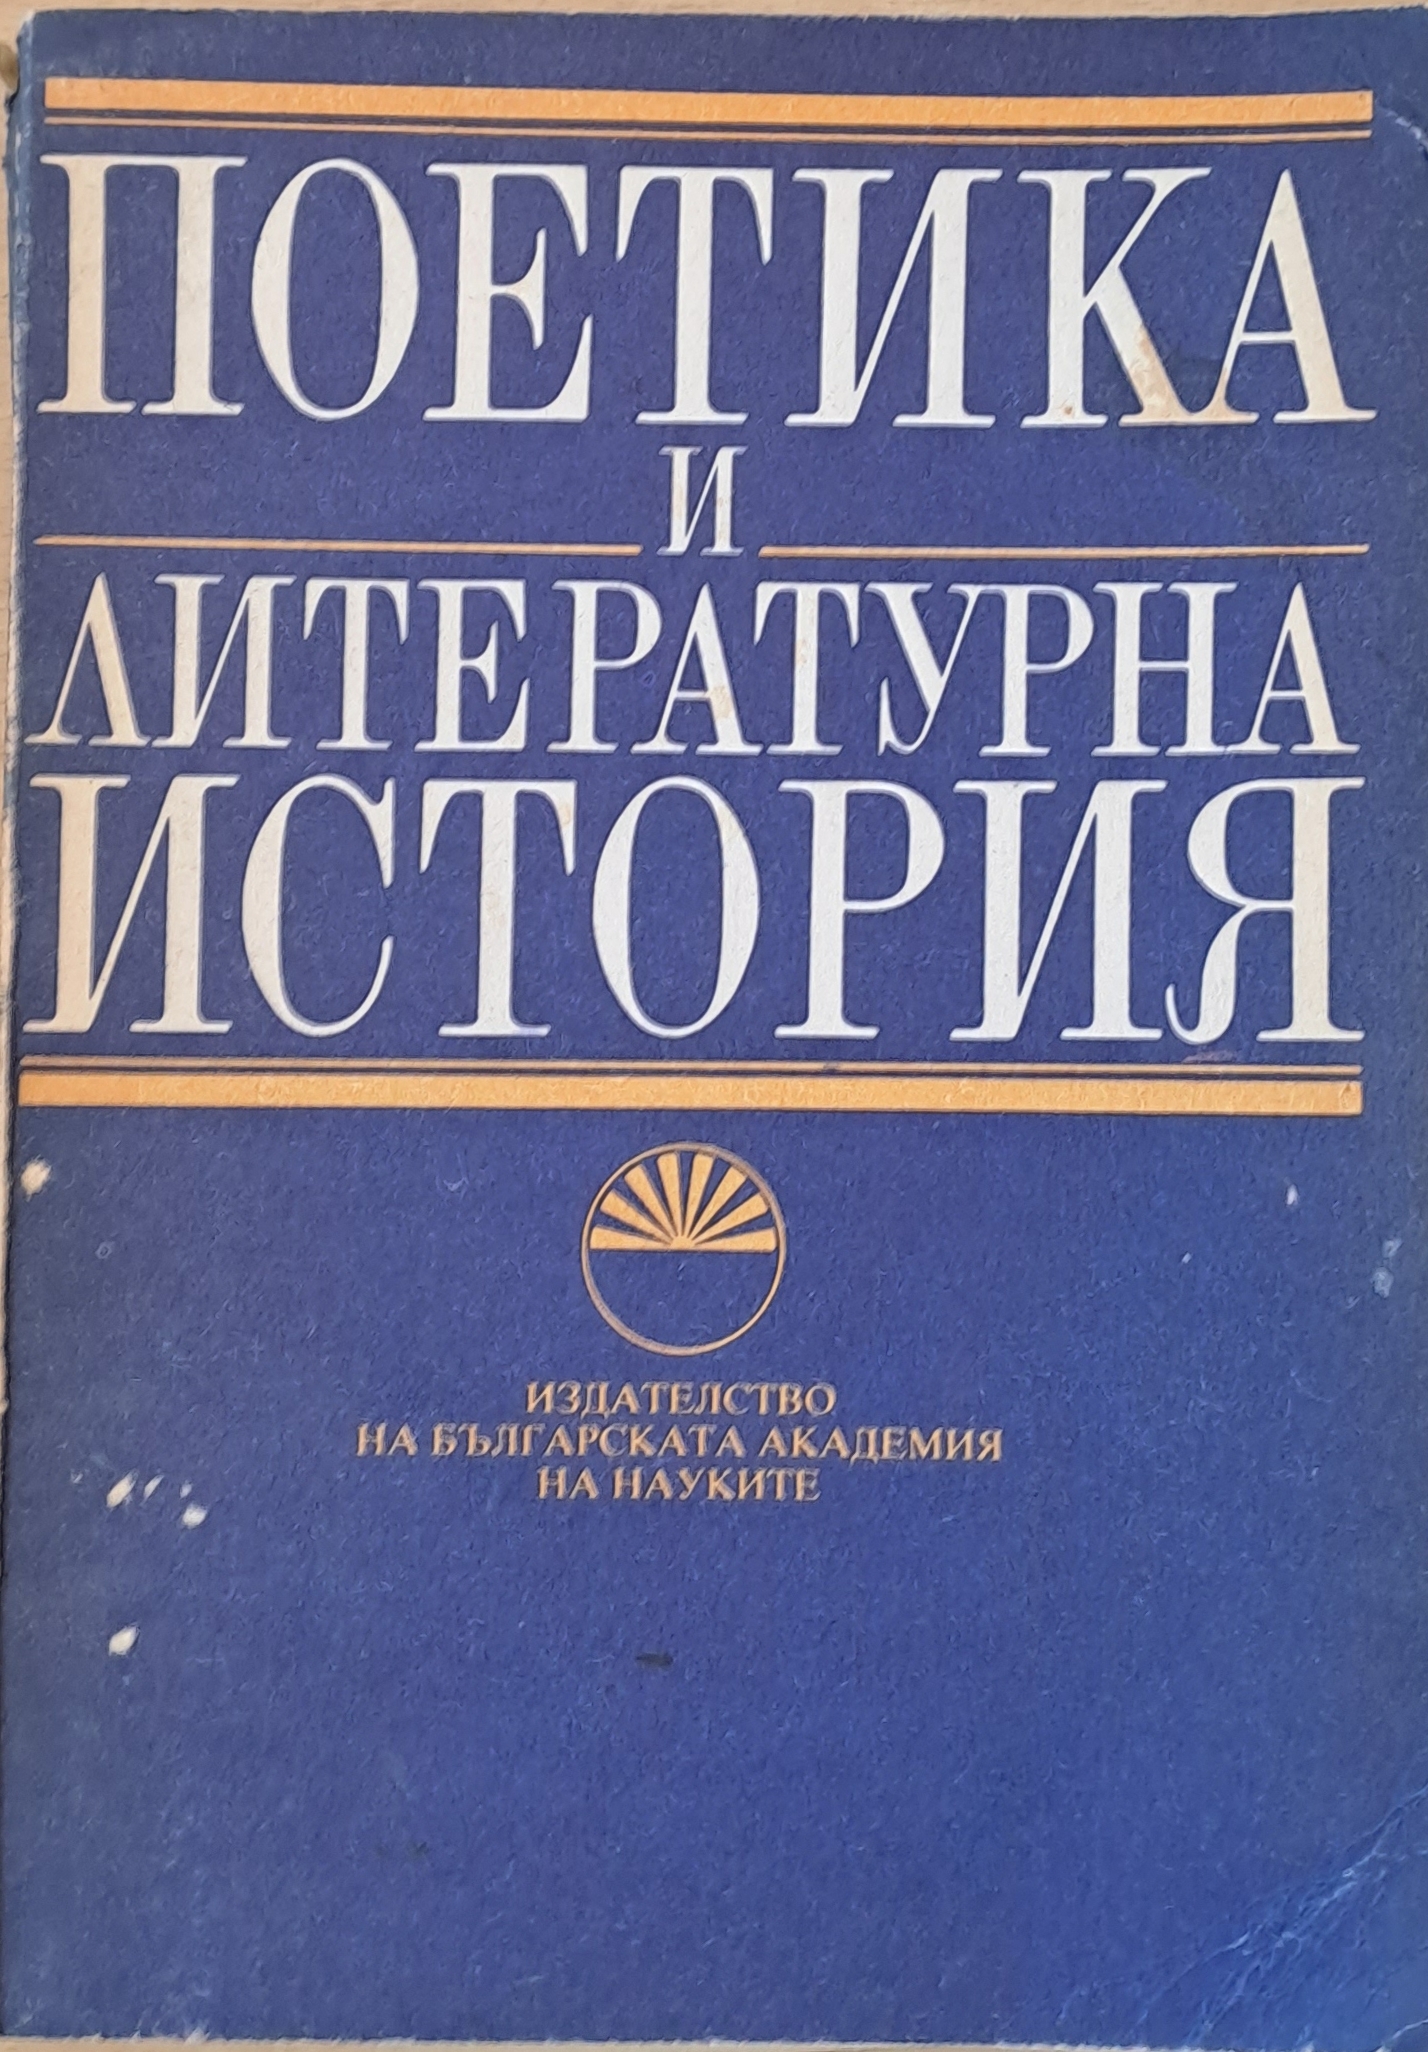 ПОЕТИКА
И
ЛИТЕРАТУРНА
ИСТОРИЯ
ИЗДАТЕЛСТВО
НА БЪЛГАРСКАТА АКАДЕМИЯ
НА НАУКИТЕ